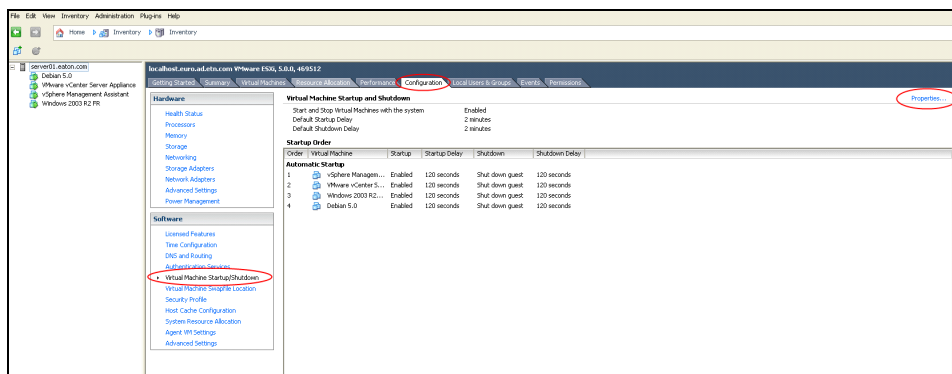 File Edit View Inventory Administration Plug-ins Help
Home Inventory Inventory
server01.eaton.com
Debian 5.0
VMware vCenter Server Appliance
vSphere Management Assistant
Windows 2003 R2 FR
localhost.euro.ad.etn.com VMware ESXi, 5.0.0, 469512
Getting Started Summary Virtual Machines Resource Allocation Performance Configuration Local Users & Groups Events Permissions
Hardware
Health Status
Processors
Memory
Storage
Networking
Storage Adapters
Network Adapters
Advanced Settings
Power Management
Software
Licensed Features
Time Configuration
DNS and Routing
Authentication Services
Virtual Machine Startup/Shutdown
Virtual Machine Swapfile Location
Security Profile
Host Cache Configuration
System Resource Allocation
Agent VM Settings
Advanced Settings
Virtual Machine Startup and Shutdown Properties...
Start and Stop Virtual Machines with the system Enabled
Default Startup Delay 2 minutes
Default Shutdown Delay 2 minutes
Startup Order
Order Virtual Machine Startup Startup Delay Shutdown Shutdown Delay
Automatic Startup
1 vSphere Managem... Enabled 120 seconds Shut down guest 120 seconds
2 VMware vCenter S... Enabled 120 seconds Shut down guest 120 seconds
3 Windows 2003 R2... Enabled 120 seconds Shut down guest 120 seconds
4 Debian 5.0 Enabled 120 seconds Shut down guest 120 seconds